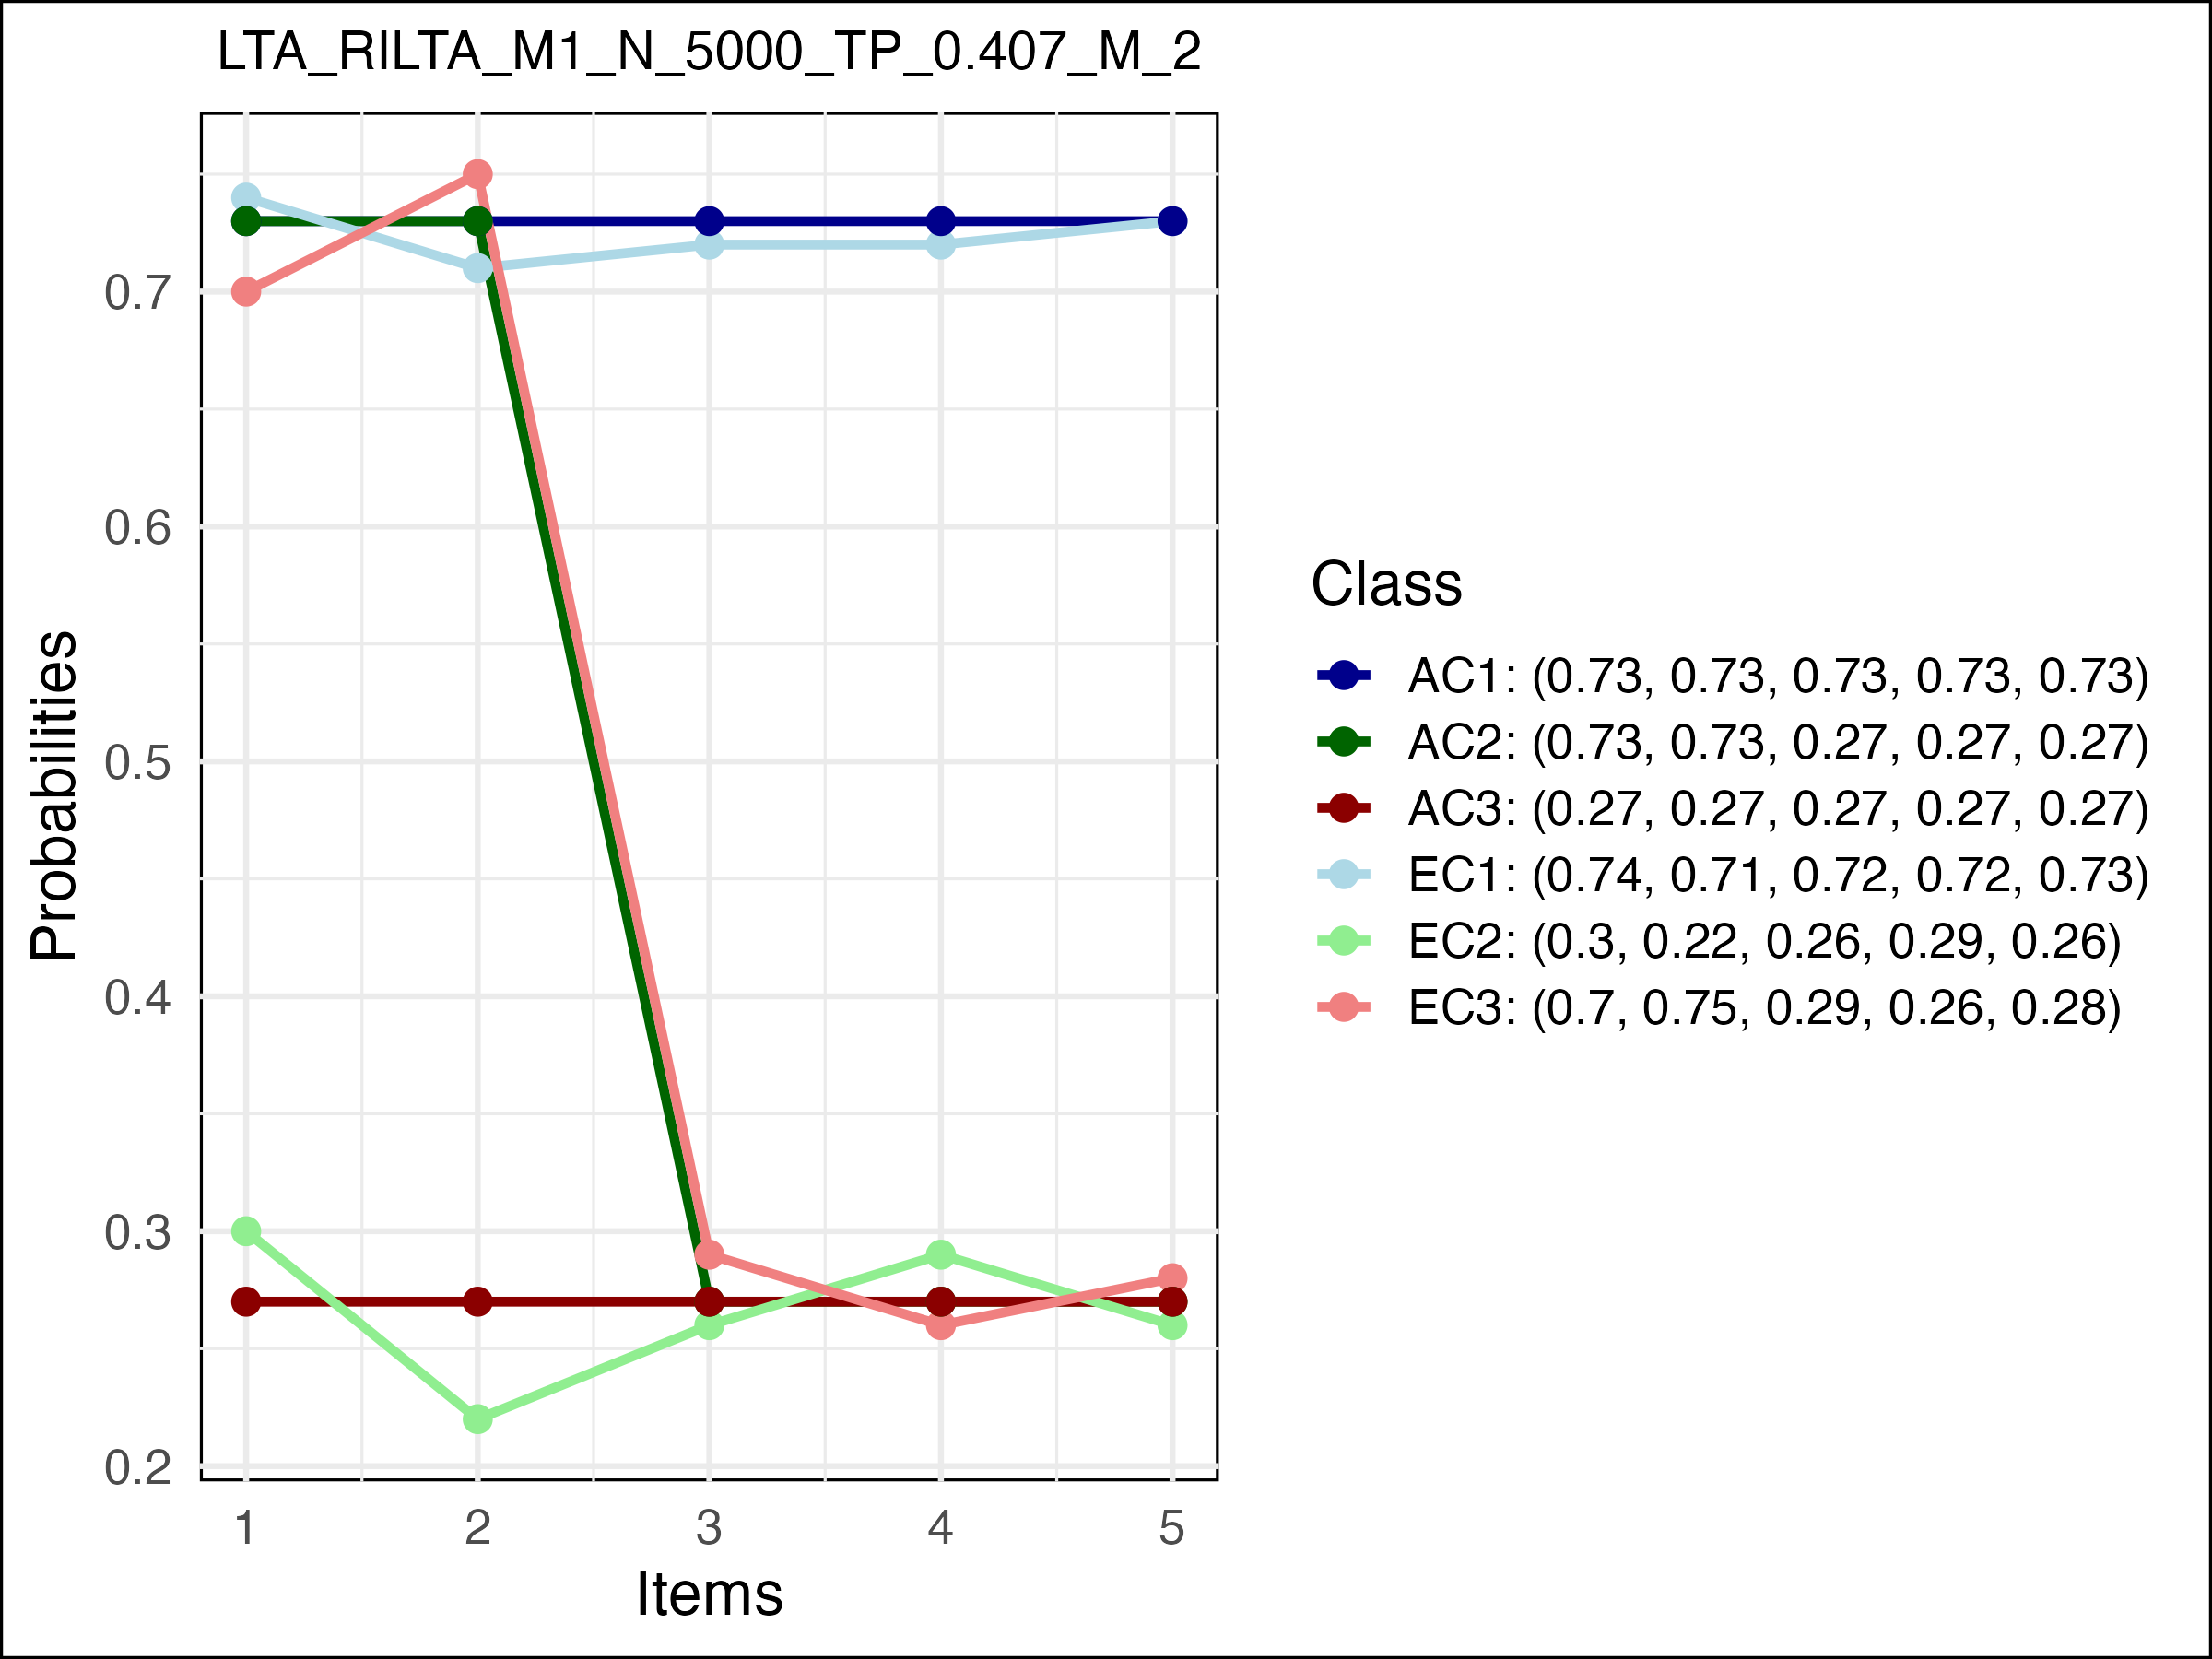 LTA_RILTA_M1_N_5000_TP_0.407_M_2
Probabilities
0.7
0.6
0.5
0.4
0.3
0.2
1 2 3 4 5
Items
Class
AC1: (0.73, 0.73, 0.73, 0.73, 0.73)
AC2: (0.73, 0.73, 0.27, 0.27, 0.27)
AC3: (0.27, 0.27, 0.27, 0.27, 0.27)
EC1: (0.74, 0.71, 0.72, 0.72, 0.73)
EC2: (0.3, 0.22, 0.26, 0.29, 0.26)
EC3: (0.7, 0.75, 0.29, 0.26, 0.28)